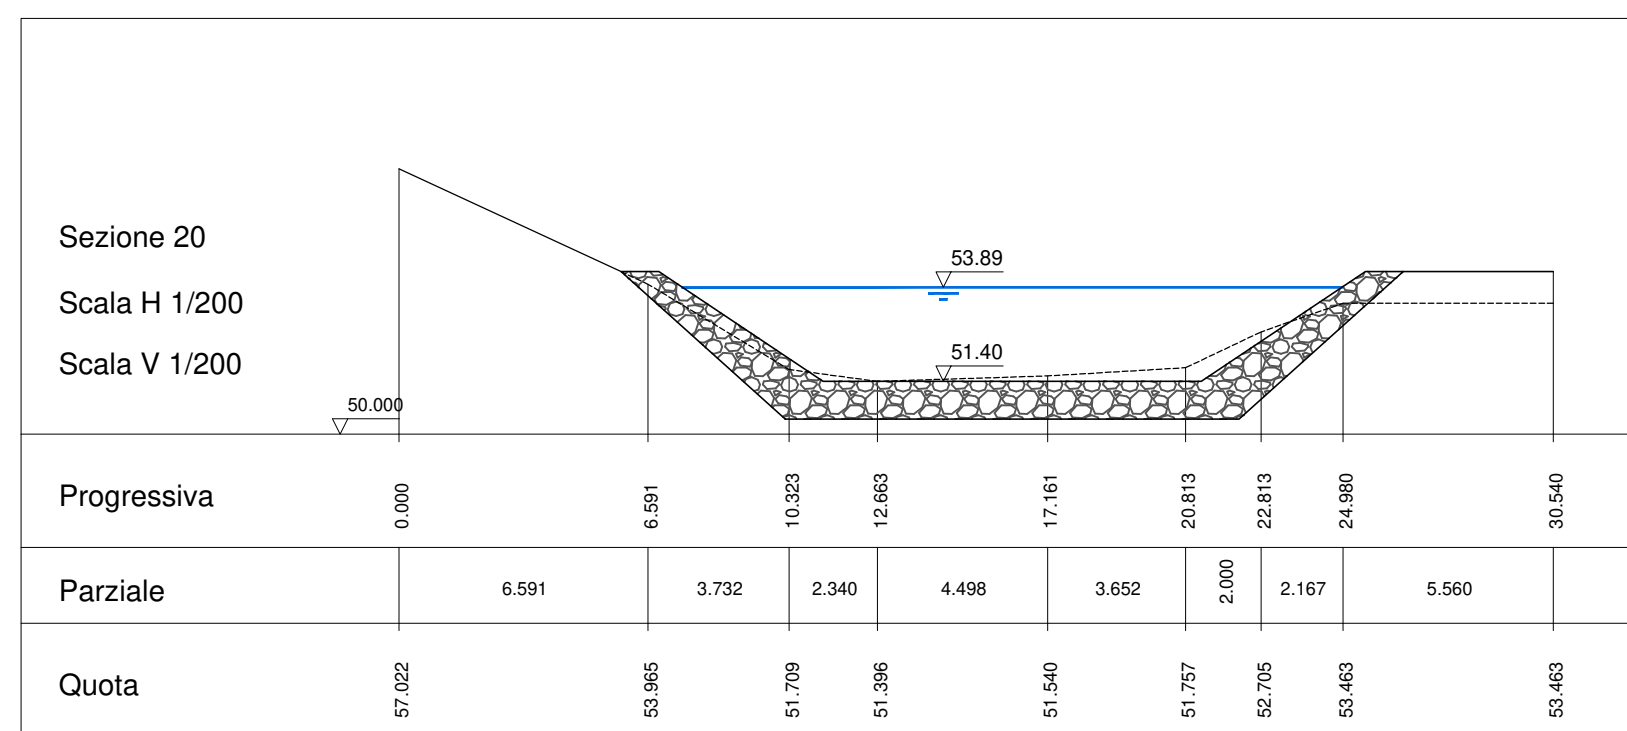 53.89
Sezione 20
Scala H 1/200
51.40
Scala V 1/200
50.000
Progressiva 0.000 6.591 10.323 12.663 17.161 20.813 22.813 24.980 30.540
Parziale 6.591 3.732 2.340 4.498 3.652 2.000 2.167 5.560
Quota 57.022 53.965 51.709 51.396 51.540 51.757 52.705 53.463 53.463